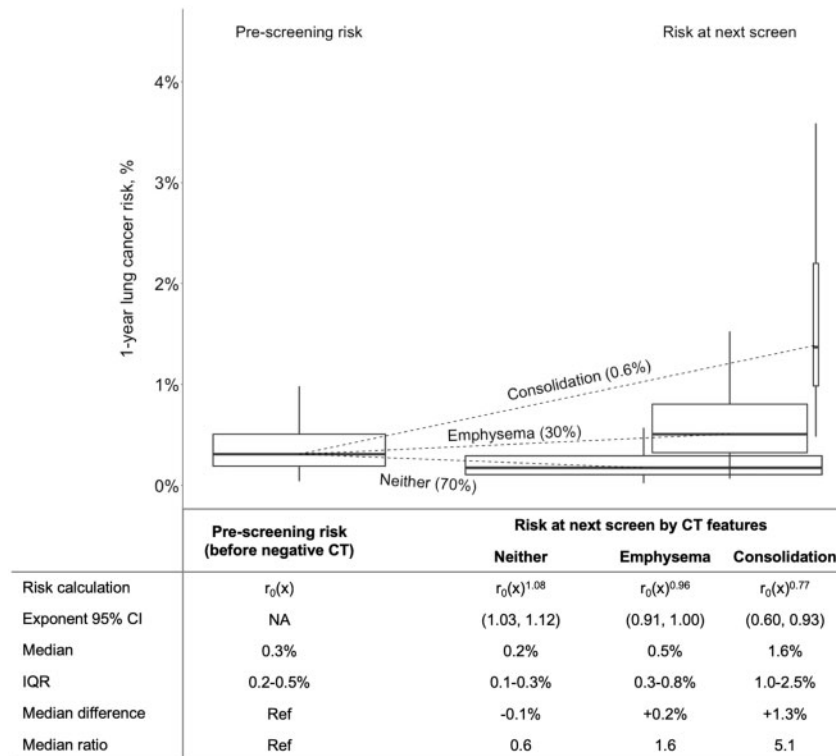 Pre-screening risk Risk at next screen
4%
3%
2%
1%
0%
1-year lung cancer risk, %
Consolidation (0.6%)
Emphysema (30%)
Neither (70%)
Pre-screening risk
(before negative CT)
Risk at next screen by CT features
Neither Emphysema Consolidation
Risk calculation r₀(x) r₀(x)^1.08 r₀(x)^0.96 r₀(x)^0.77
Exponent 95% CI NA (1.03, 1.12) (0.91, 1.00) (0.60, 0.93)
Median 0.3% 0.2% 0.5% 1.6%
IQR 0.2-0.5% 0.1-0.3% 0.3-0.8% 1.0-2.5%
Median difference Ref -0.1% +0.2% +1.3%
Median ratio Ref 0.6 1.6 5.1